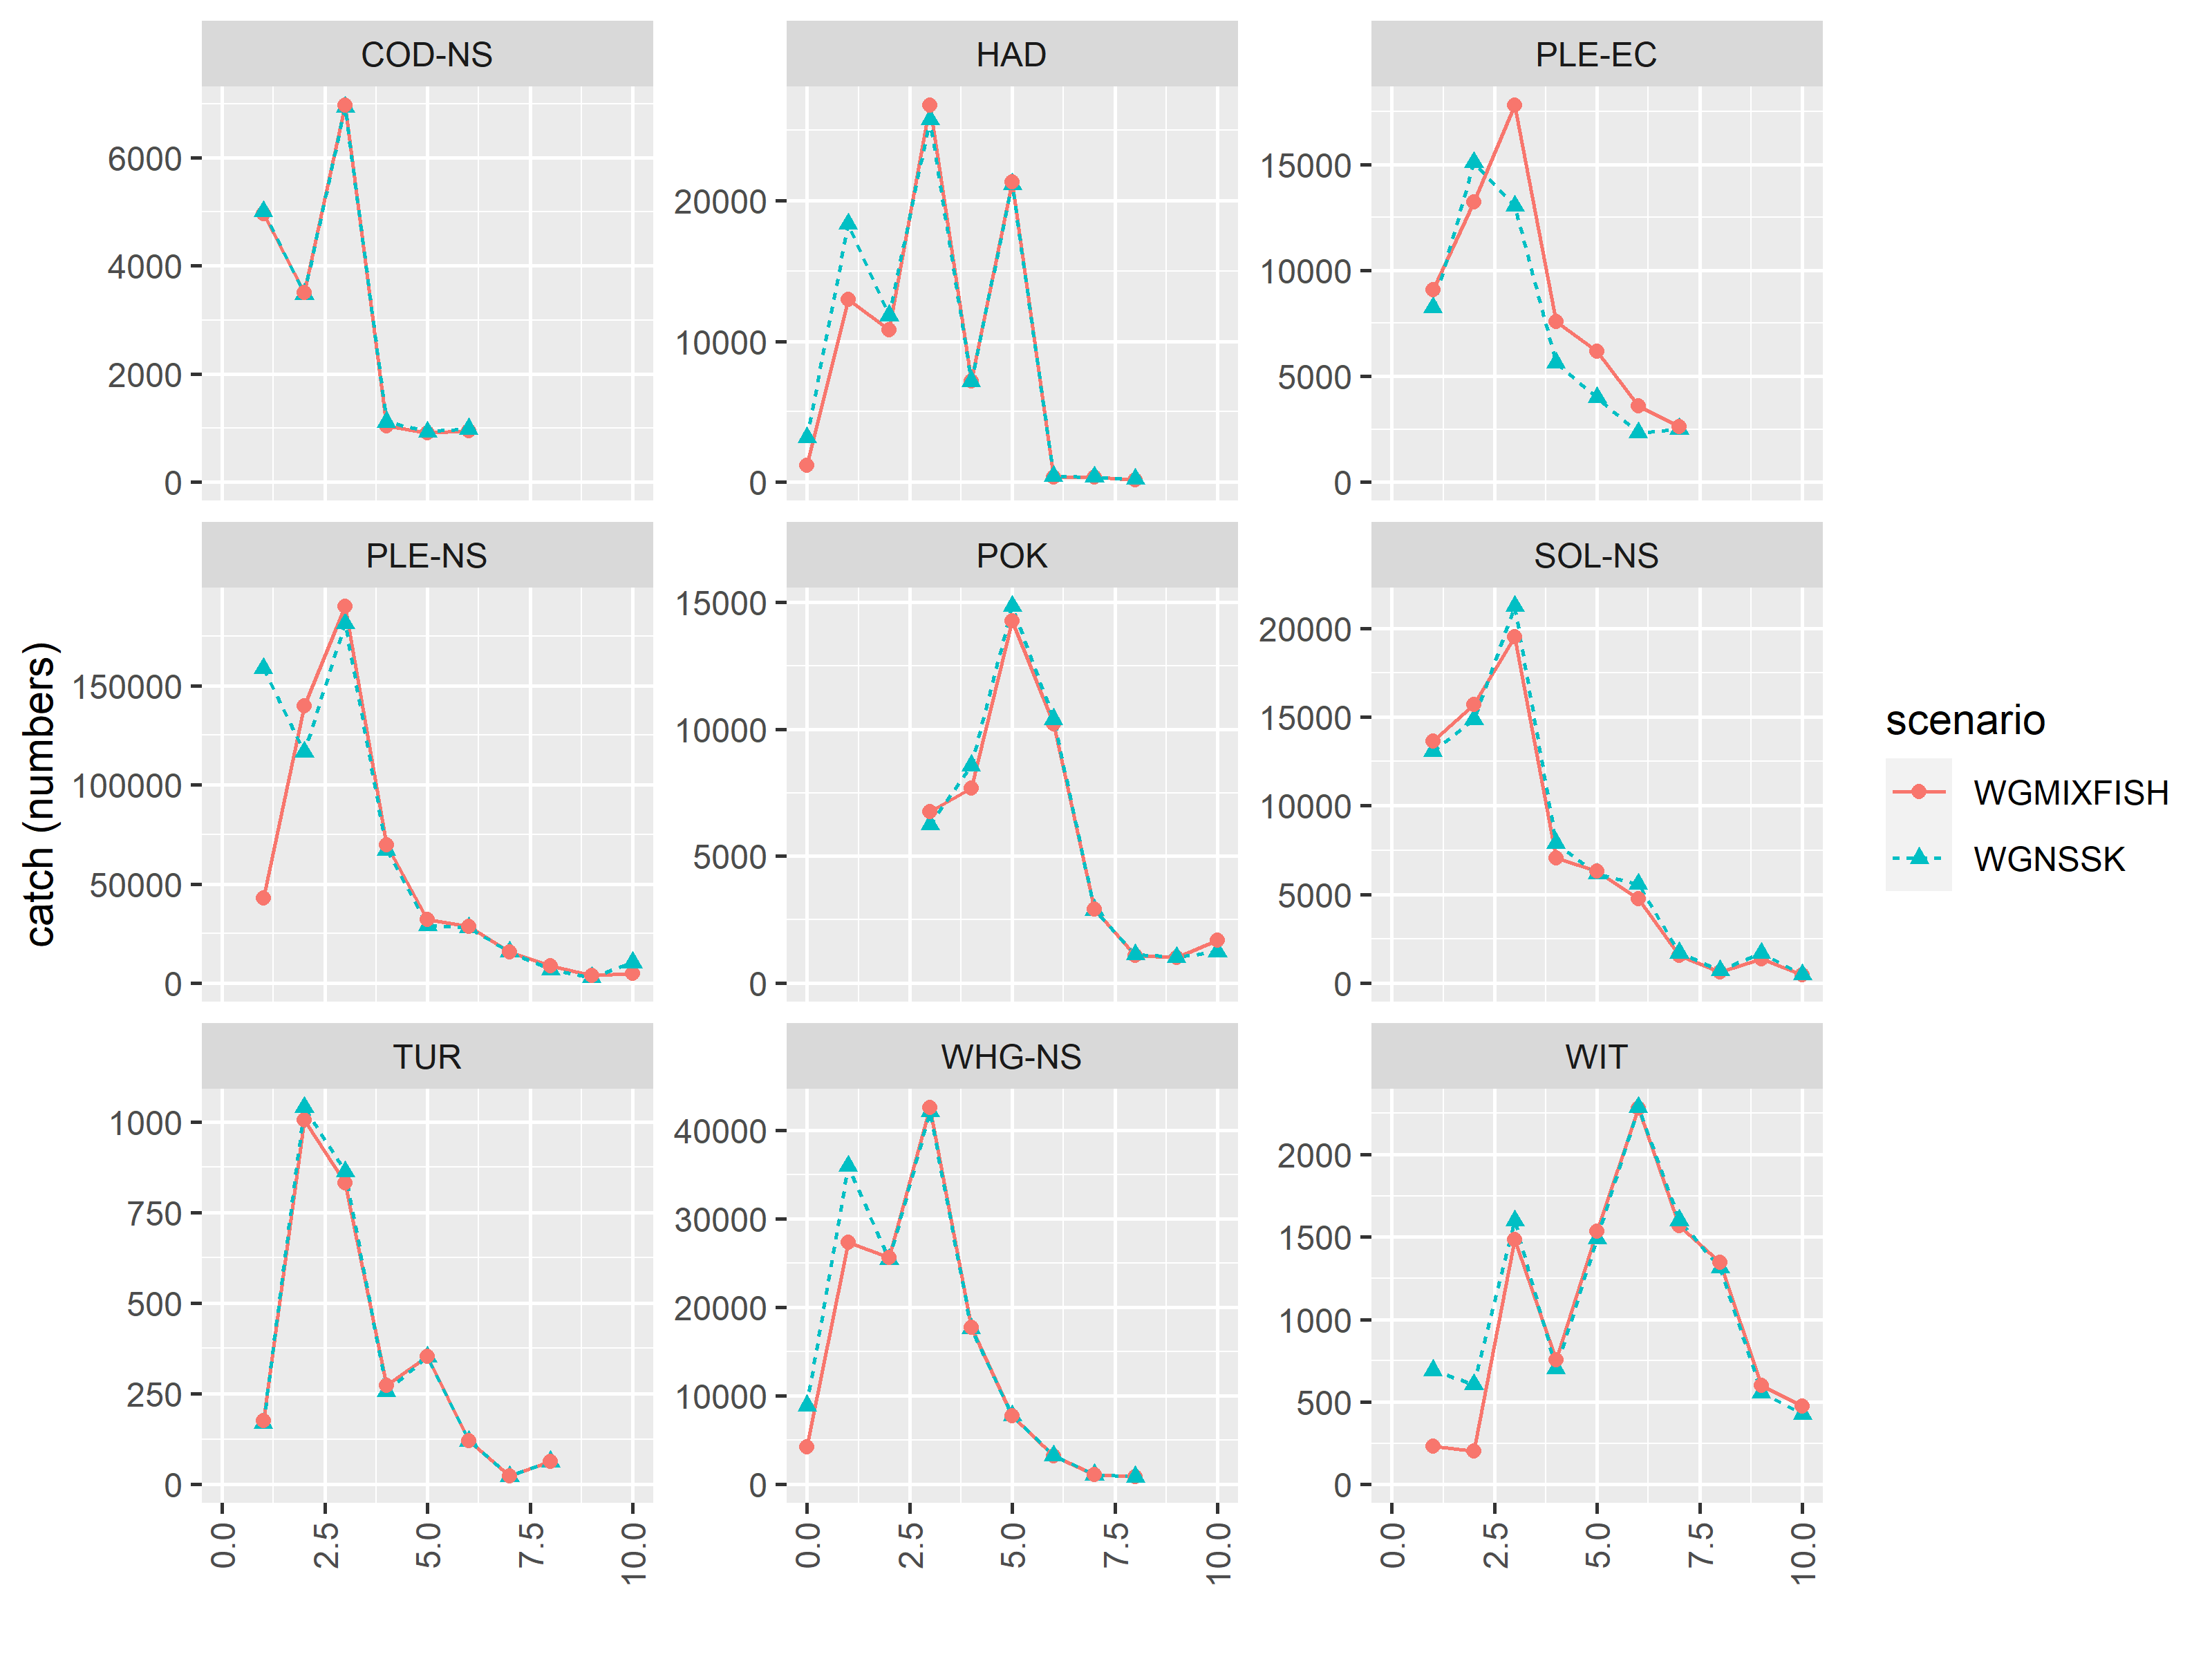 COD-NS
HAD
PLE-EC
6000
4000
2000
0
20000
10000
0
15000
10000
5000
0
PLE-NS
POK
SOL-NS
150000
100000
50000
0
15000
10000
5000
0
20000
15000
10000
5000
0
TUR
WHG-NS
WIT
1000
750
500
250
0
40000
30000
20000
10000
0
2000
1500
1000
500
0
0.0 2.5 5.0 7.5 10.0
0.0 2.5 5.0 7.5 10.0
0.0 2.5 5.0 7.5 10.0
catch (numbers)
scenario
WGMIXFISH
WGNSSK